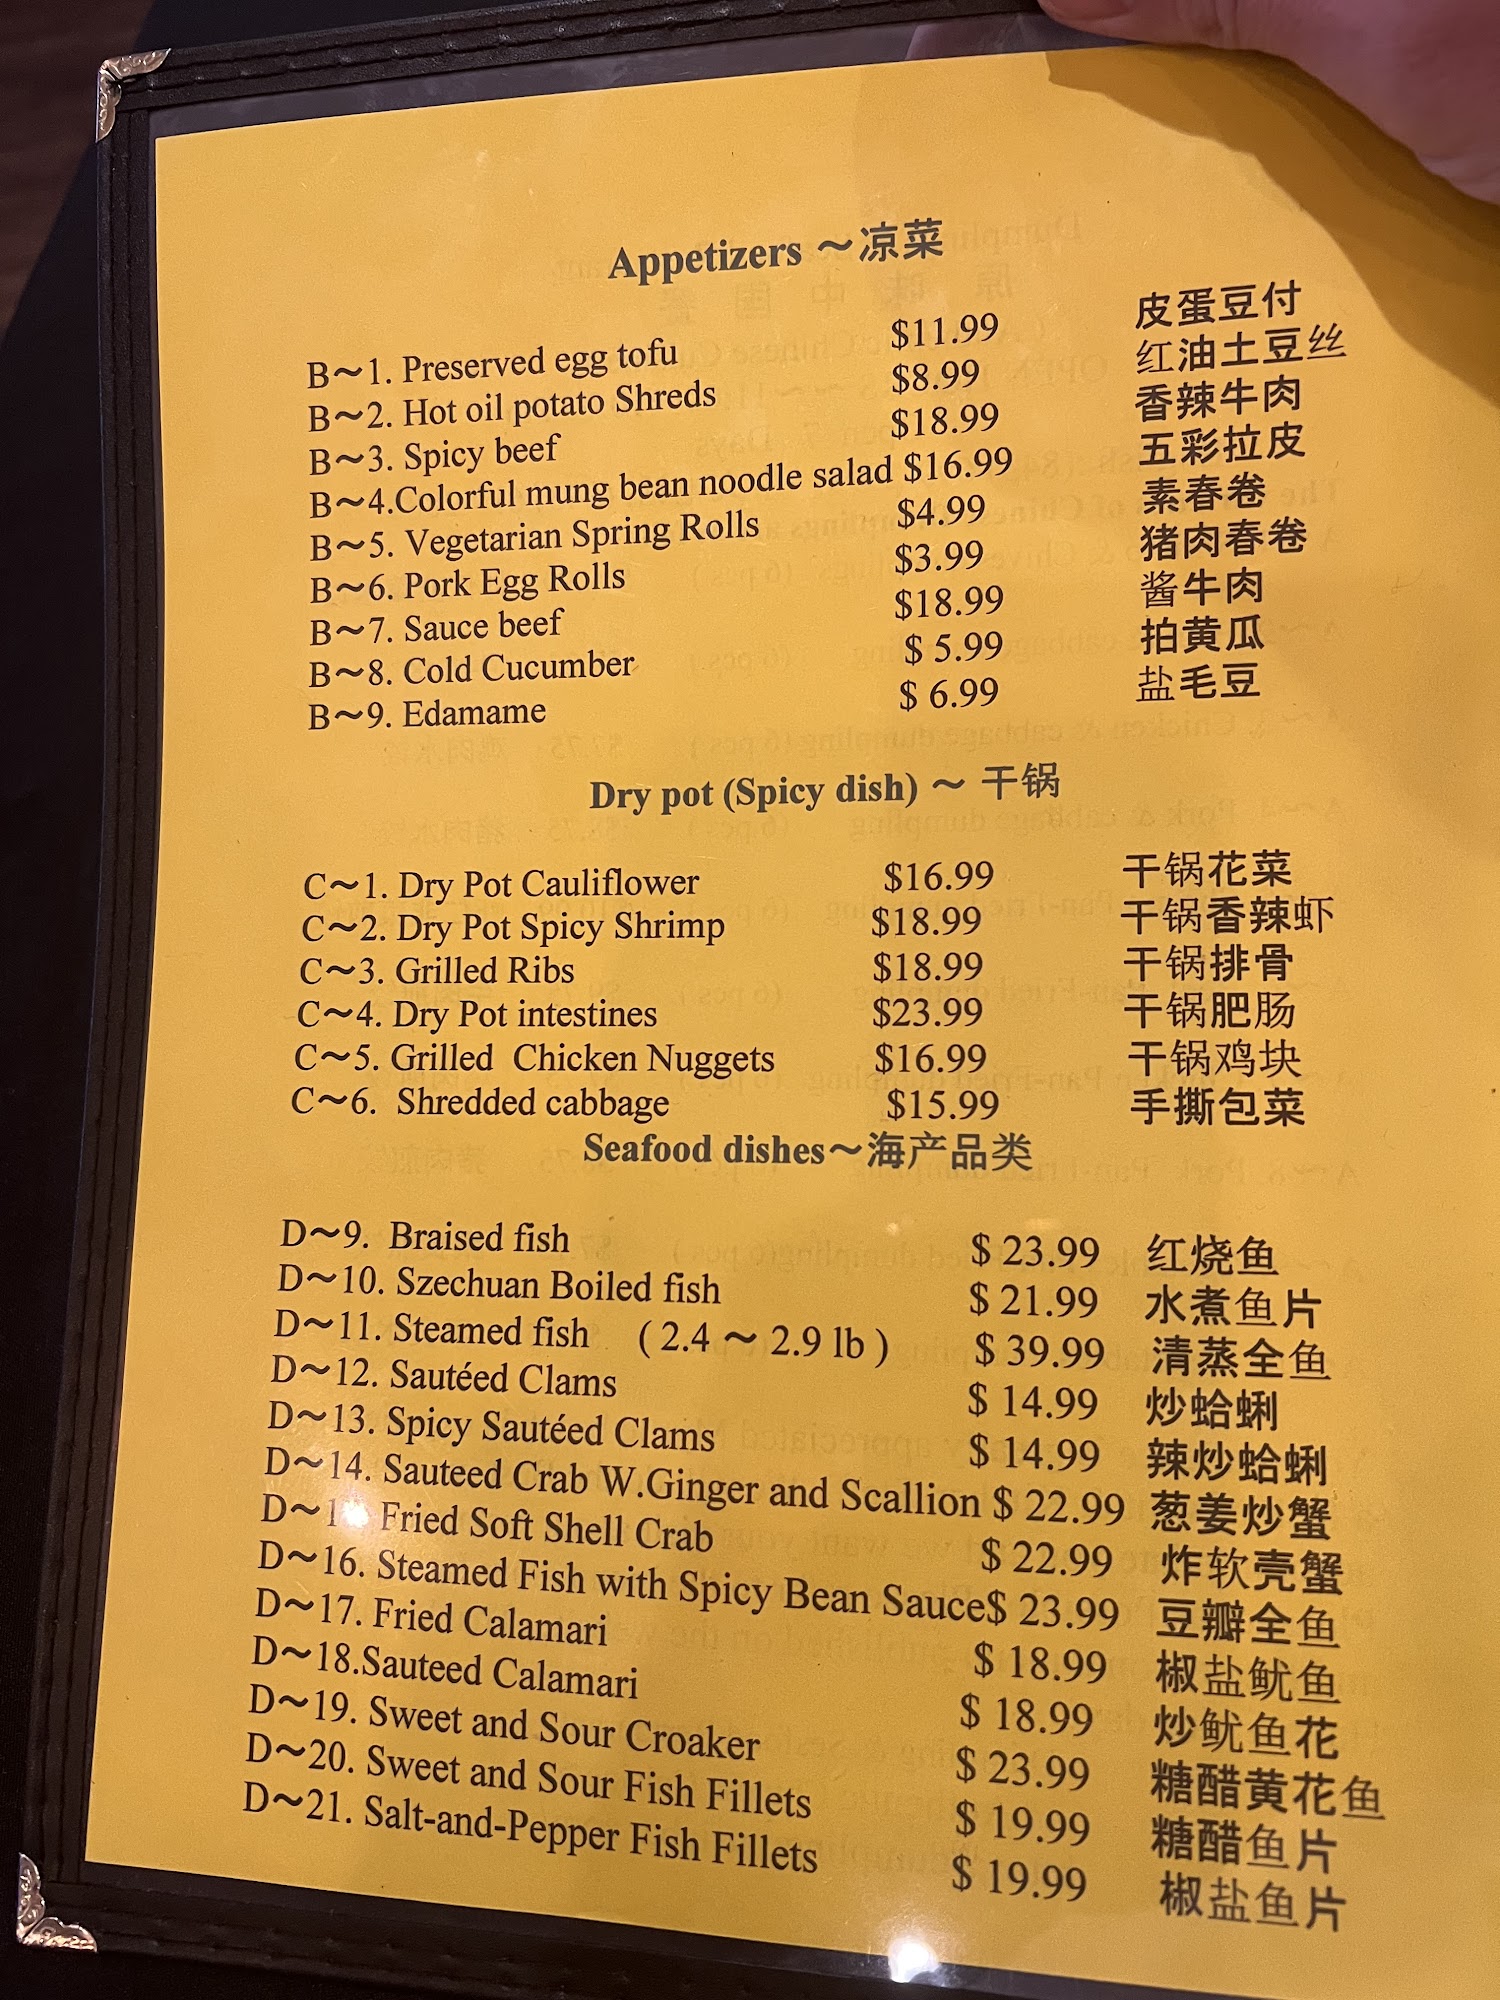 Appetizers ～凉菜
B～1. Preserved egg tofu $11.99 皮蛋豆付
B～2. Hot oil potato Shreds $8.99 红油土豆丝
B～3. Spicy beef $18.99 香辣牛肉
B～4.Colorful mung bean noodle salad $16.99 五彩拉皮
B～5. Vegetarian Spring Rolls $4.99 素春卷
B～6. Pork Egg Rolls $3.99 猪肉春卷
B～7. Sauce beef $18.99 酱牛肉
B～8. Cold Cucumber $ 5.99 拍黄瓜
B～9. Edamame $ 6.99 盐毛豆
Dry pot (Spicy dish) ～ 干锅
C～1. Dry Pot Cauliflower $16.99 干锅花菜
C～2. Dry Pot Spicy Shrimp $18.99 干锅香辣虾
C～3. Grilled Ribs $18.99 干锅排骨
C～4. Dry Pot intestines $23.99 干锅肥肠
C～5. Grilled Chicken Nuggets $16.99 干锅鸡块
C～6. Shredded cabbage $15.99 手撕包菜
Seafood dishes～海产品类
D～9. Braised fish $ 23.99 红烧鱼
D～10. Szechuan Boiled fish $ 21.99 水煮鱼片
D～11. Steamed fish ( 2.4 ～ 2.9 lb ) $ 39.99 清蒸全鱼
D～12. Sautéed Clams $ 14.99 炒蛤蜊
D～13. Spicy Sautéed Clams $ 14.99 辣炒蛤蜊
D～14. Sauteed Crab W.Ginger and Scallion $ 22.99 葱姜炒蟹
Fried Soft Shell Crab $ 22.99 炸软壳蟹
D～16. Steamed Fish with Spicy Bean Sauce$ 23.99 豆瓣全鱼
D～17. Fried Calamari $ 18.99 椒盐鱿鱼
D～18.Sauteed Calamari $ 18.99 炒鱿鱼花
D～19. Sweet and Sour Croaker $ 23.99 糖醋黄花鱼
D～20. Sweet and Sour Fish Fillets $ 19.99 糖醋鱼片
D～21. Salt-and-Pepper Fish Fillets $ 19.99 椒盐鱼片